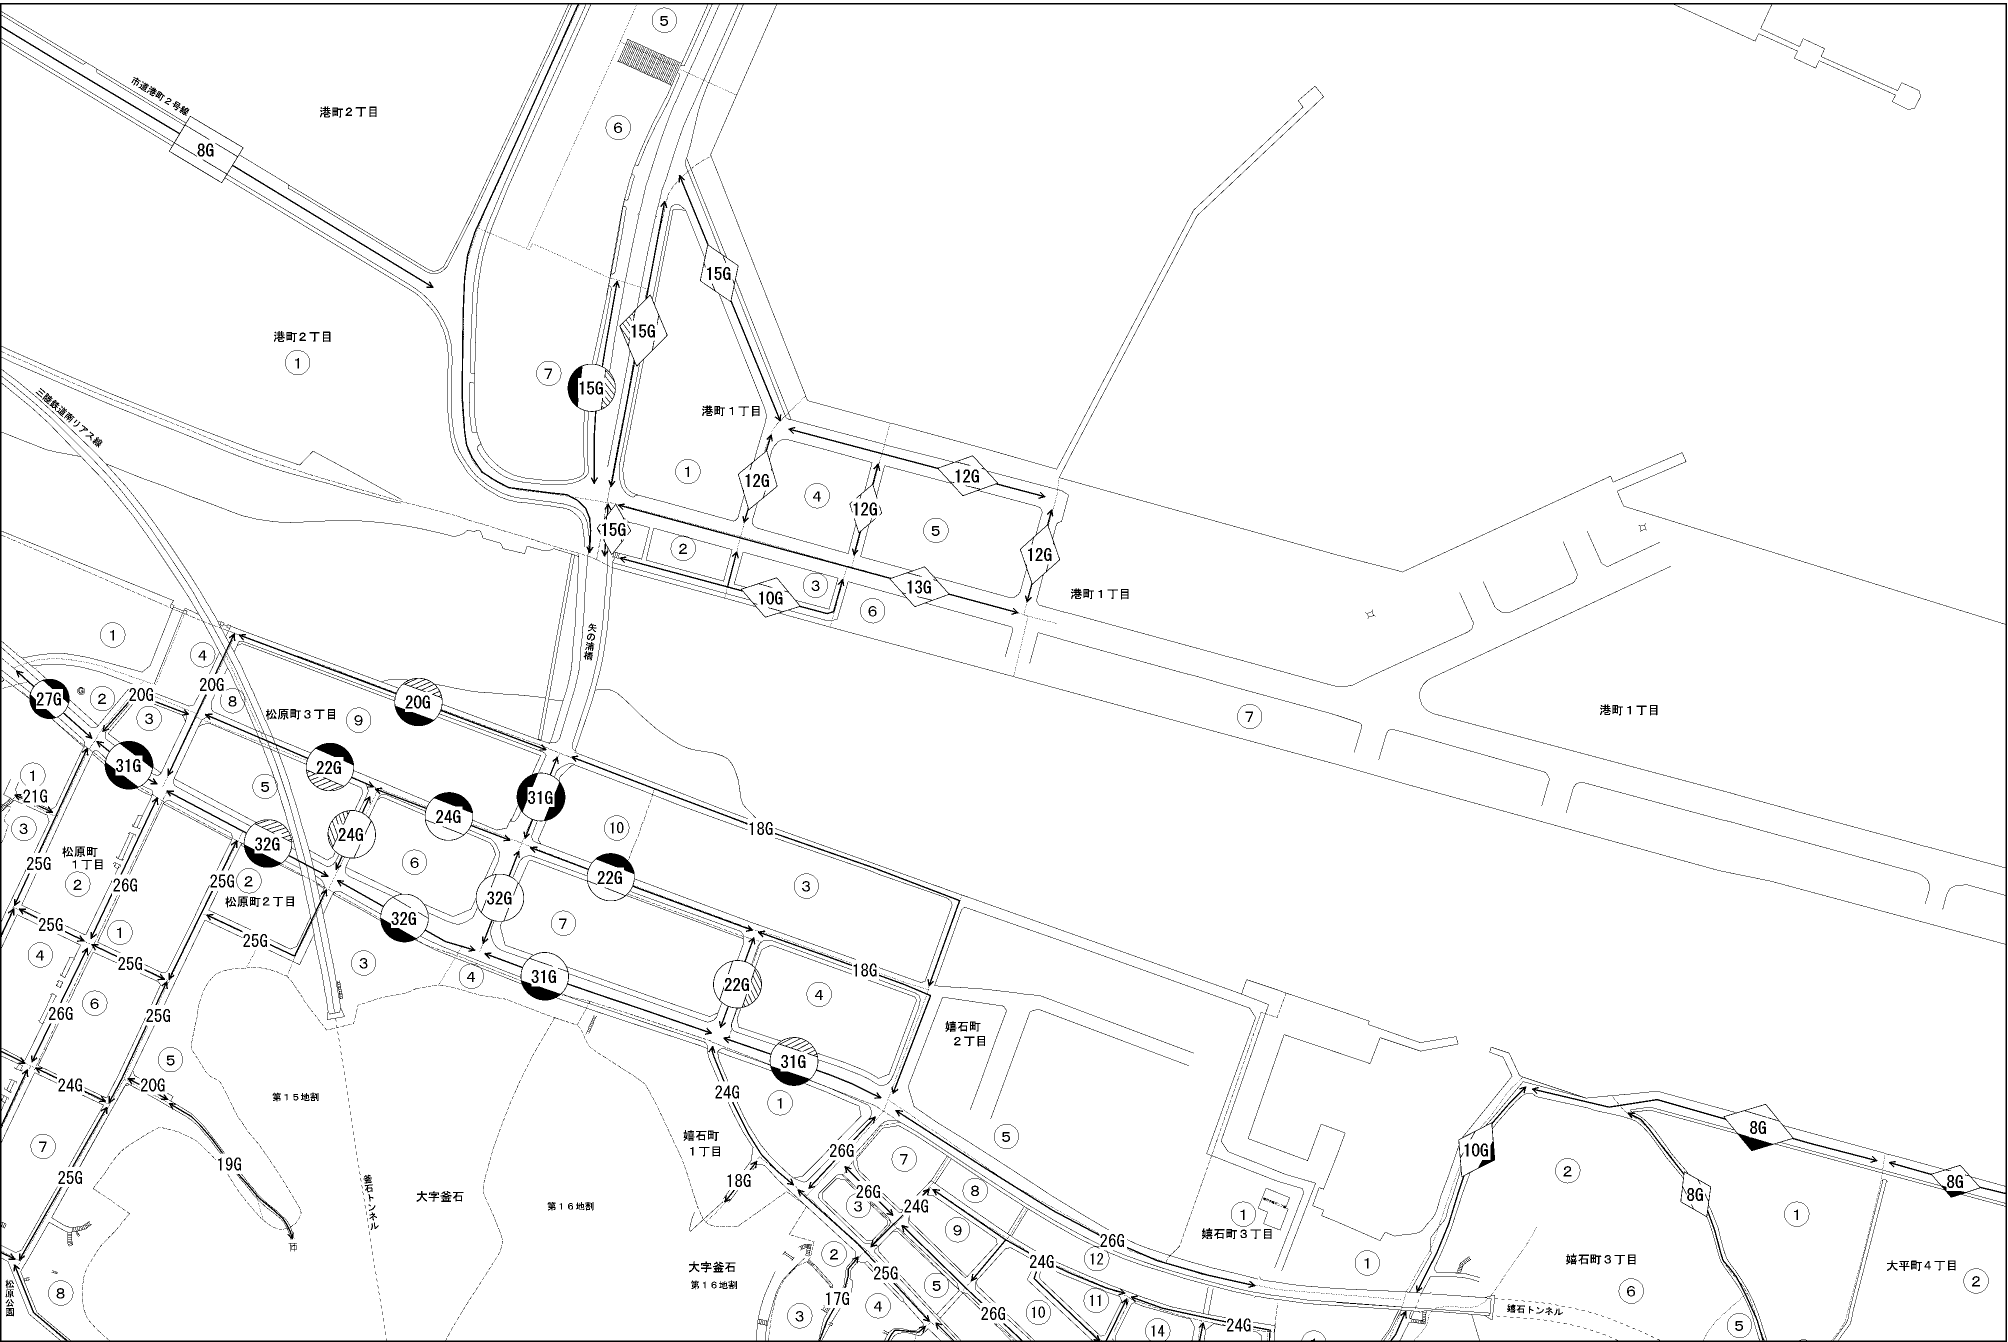 ⑤
市道港町２号線
港町２丁目
⑥
8G
15G
港町２丁目
①
15G
⑦
15G
三陸鉄道南リアス線
港町１丁目
①
12G
12G
④
12G
15G
⑤
②
12G
③
13G
10G
⑥
港町１丁目
矢の浦橋
①
④
20G
20G
27G
②
③
⑧
松原町３丁目
⑨
20G
⑦
港町１丁目
31G
22G
①
21G
⑤
31G
24G
24G
③
⑩
18G
32G
松原町
１丁目
25G
⑥
②
26G
25G
②
松原町２丁目
22G
③
32G
32G
25G
①
25G
⑦
④
25G
③
④
31G
18G
22G
④
⑥
26G
25G
嬉石町
２丁目
31G
⑤
24G
20G
24G
第１５地割
①
⑤
嬉石町
１丁目
8G
⑦
26G
10G
19G
⑦
②
25G
18G
26G
⑧
8G
8G
釜石トンネル
大字釜石
第１６地割
③
24G
⑨
①
嬉石町３丁目
①
26G
②
⑫
24G
①
嬉石町３丁目
大平町４丁目
大字釜石
第１６地割
25G
⑤
②
松原公園
⑧
17G
④
26G
⑩
⑪
⑥
③
嬉石トンネル
⑭
24G
⑤